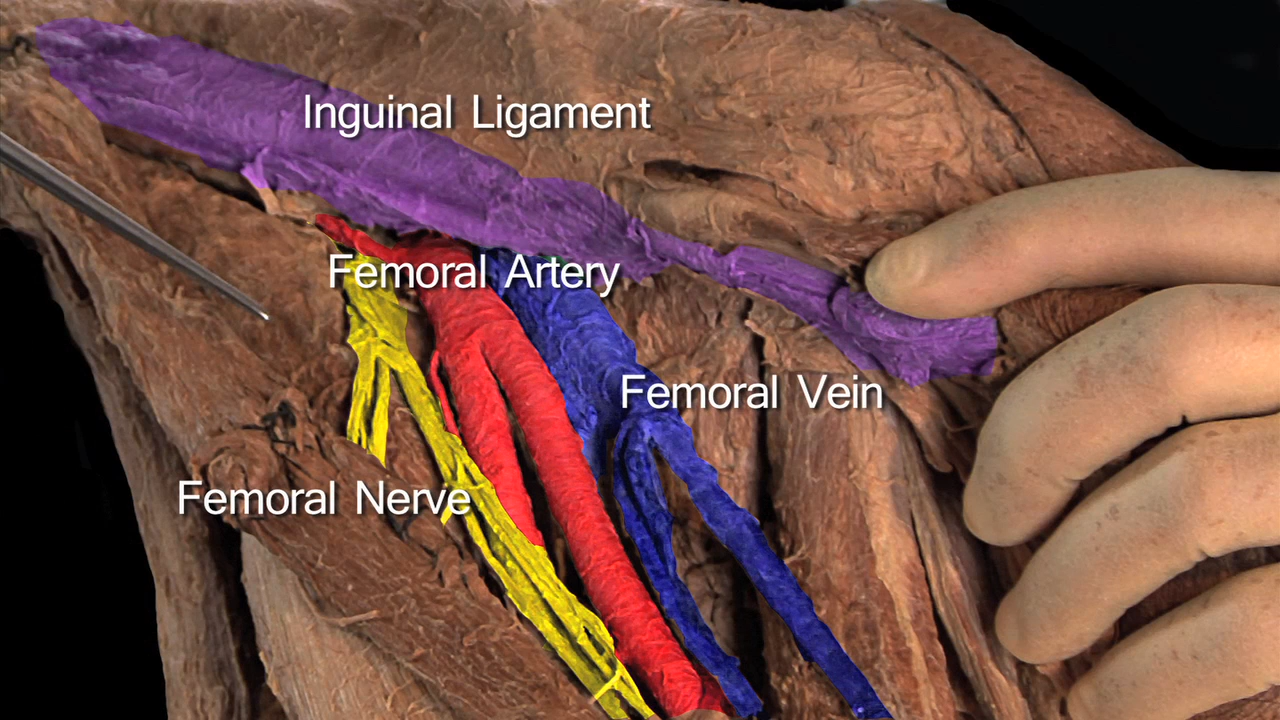 Inguinal Ligament
Femoral Artery
Femoral Vein
Femoral Nerve